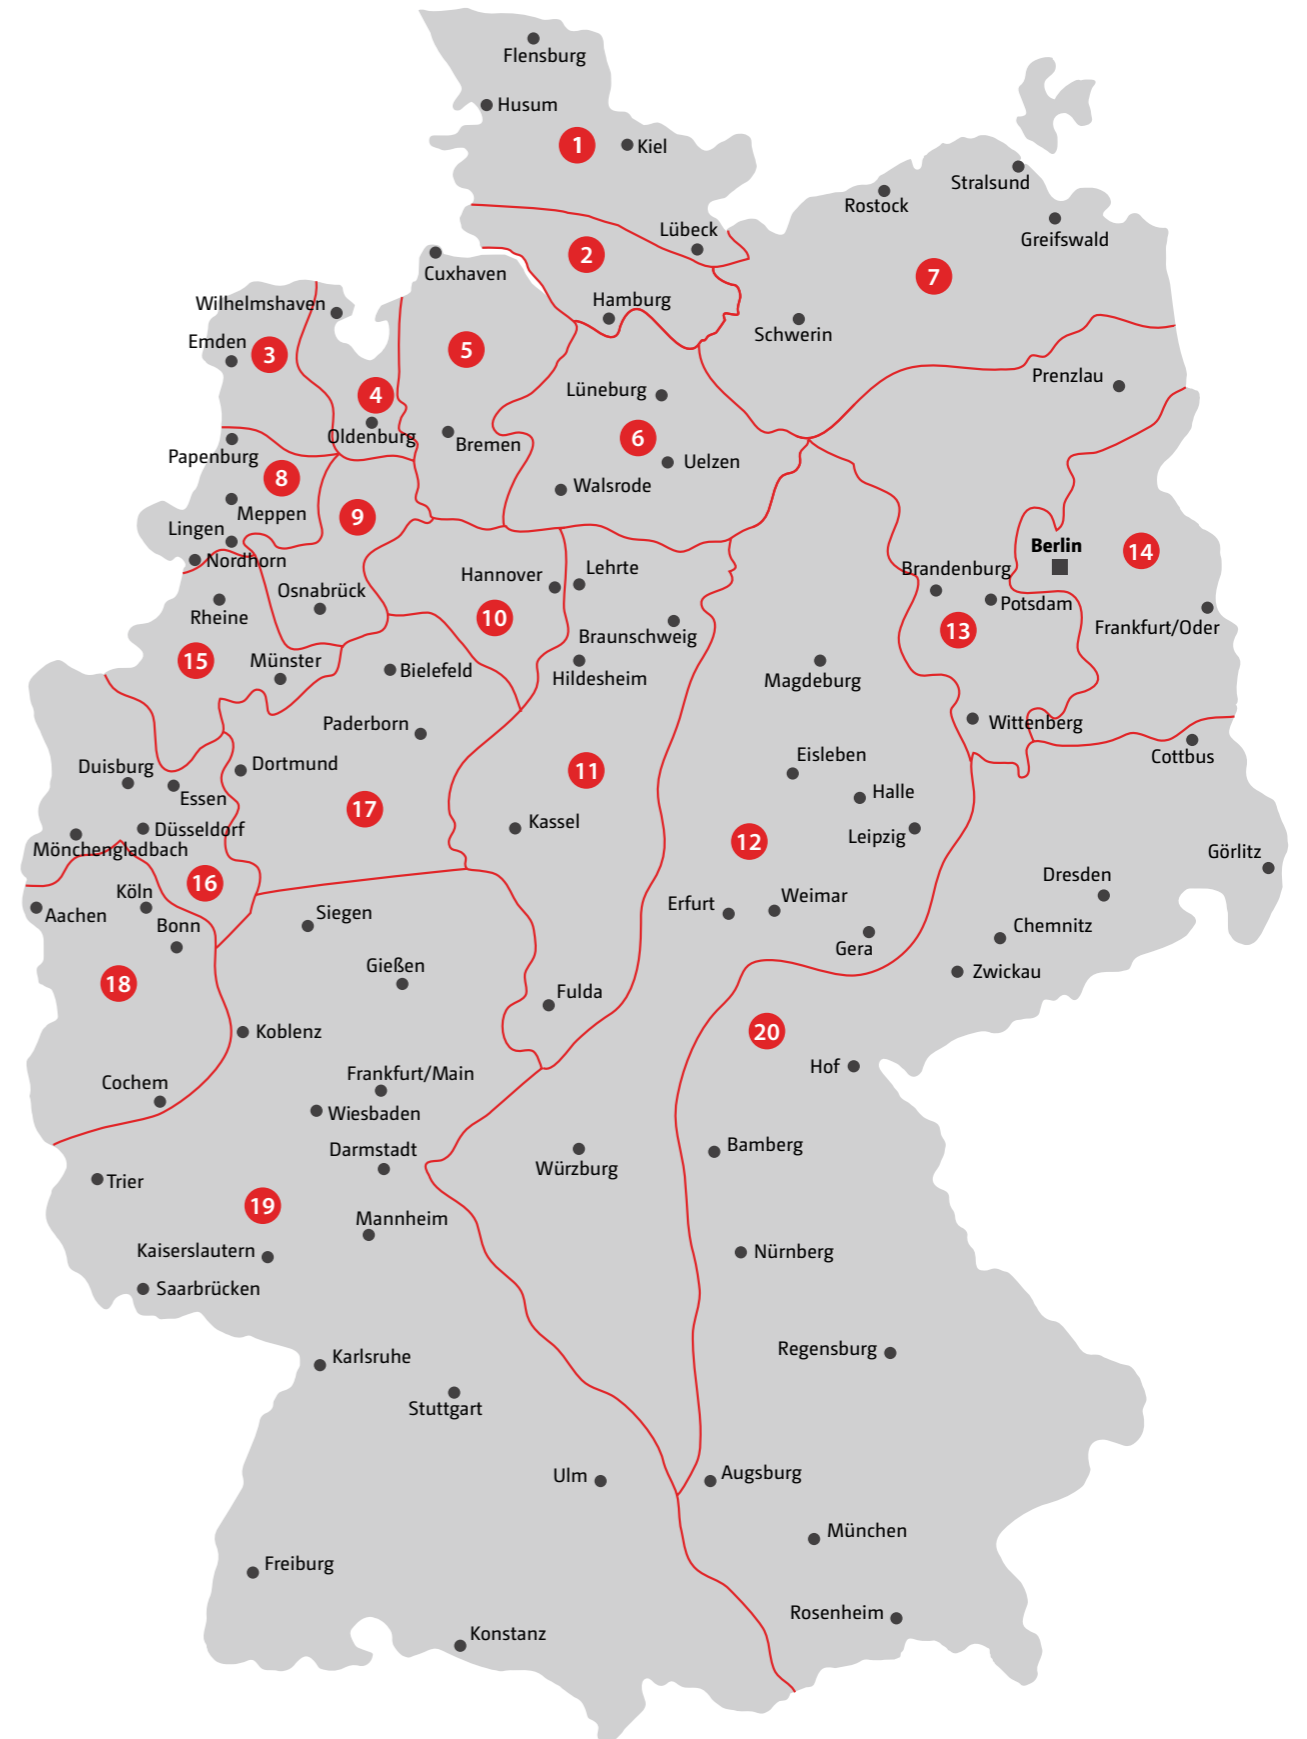 Flensburg
Husum
1
Kiel
Stralsund
Rostock
Lübeck
Greifswald
2
Cuxhaven
7
Wilhelmshaven
Hamburg
Schwerin
Emden
3
5
Prenzlau
4
Lüneburg
Oldenburg
6
Bremen
Papenburg
Uelzen
8
Walsrode
Meppen
9
Lingen
Berlin
14
Nordhorn
Hannover
Lehrte
Brandenburg
Osnabrück
Potsdam
Rheine
10
Frankfurt/Oder
Braunschweig
13
15
Münster
Bielefeld
Hildesheim
Magdeburg
Paderborn
Wittenberg
Eisleben
Cottbus
Duisburg
Dortmund
11
Essen
Halle
17
Düsseldorf
Kassel
12
Leipzig
Mönchengladbach
Görlitz
16
Dresden
Köln
Weimar
Erfurt
Aachen
Siegen
Bonn
Chemnitz
Gera
Gießen
Zwickau
18
Fulda
Koblenz
20
Hof
Frankfurt/Main
Cochem
Wiesbaden
Darmstadt
Bamberg
Würzburg
Trier
19
Mannheim
Kaiserslautern
Nürnberg
Saarbrücken
Regensburg
Karlsruhe
Stuttgart
Ulm
Augsburg
München
Freiburg
Rosenheim
Konstanz